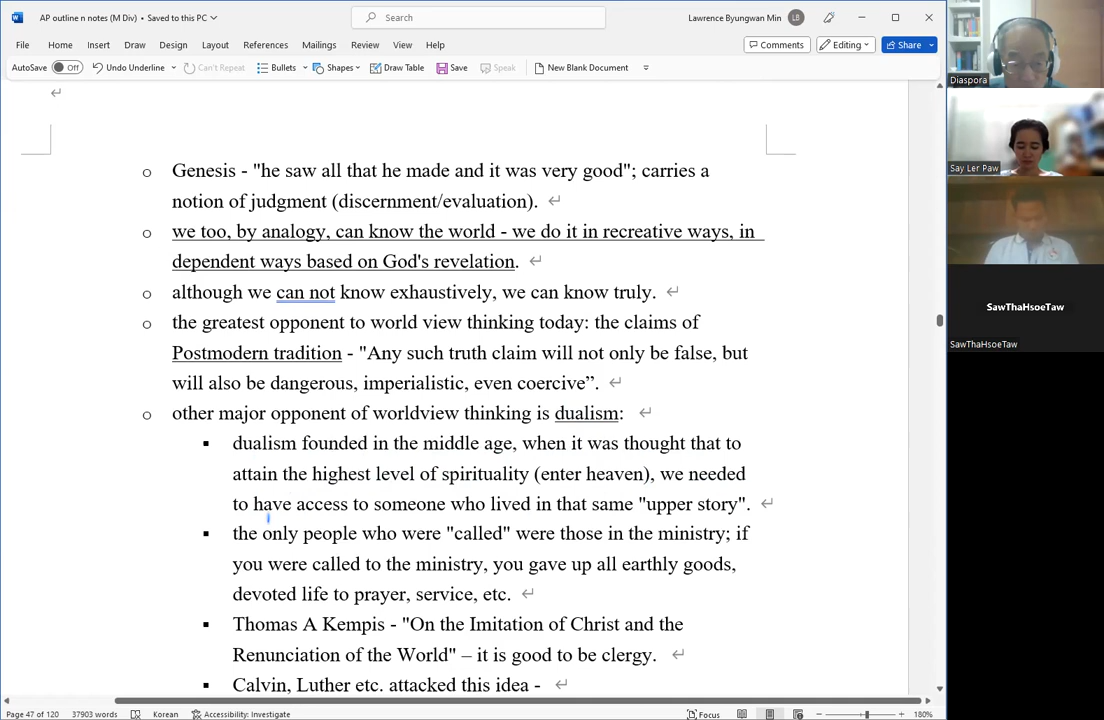 AP outline n notes (M Div) • Saved to this PC
Search
Lawrence Byungwan Min LB
File Home Insert Draw Design Layout References Mailings Review View Help
Comments Editing Share
AutoSave Off Undo Underline Can't Repeat Bullets Shapes Draw Table Save Speak New Blank Document
o Genesis - "he saw all that he made and it was very good"; carries a
notion of judgment (discernment/evaluation).
o we too, by analogy, can know the world - we do it in recreative ways, in
dependent ways based on God's revelation.
o although we can not know exhaustively, we can know truly.
o the greatest opponent to world view thinking today: the claims of
Postmodern tradition - "Any such truth claim will not only be false, but
will also be dangerous, imperialistic, even coercive”.
o other major opponent of worldview thinking is dualism:
▪ dualism founded in the middle age, when it was thought that to
attain the highest level of spirituality (enter heaven), we needed
to have access to someone who lived in that same "upper story".
▪ the only people who were "called" were those in the ministry; if
you were called to the ministry, you gave up all earthly goods,
devoted life to prayer, service, etc.
▪ Thomas A Kempis - "On the Imitation of Christ and the
Renunciation of the World" – it is good to be clergy.
▪ Calvin, Luther etc. attacked this idea -
Page 47 of 120 37903 words Korean Accessibility: Investigate Focus 180%
Diaspora
Say Ler Paw
SawThaHsoeTaw
SawThaHsoeTaw